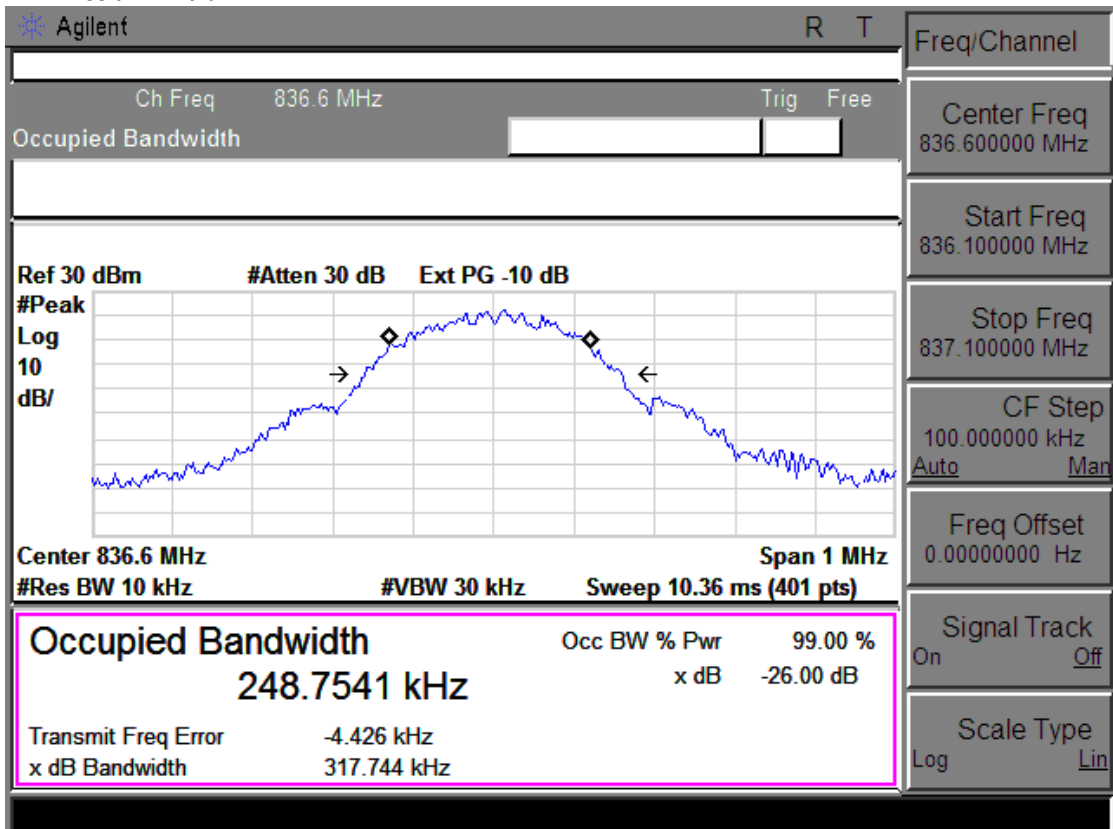 Agilent R T
Ch Freq 836.6 MHz Trig Free
Occupied Bandwidth
Ref 30 dBm #Atten 30 dB Ext PG -10 dB
#Peak
Log
10
dB/
Center 836.6 MHz Span 1 MHz
#Res BW 10 kHz #VBW 30 kHz Sweep 10.36 ms (401 pts)
Occupied Bandwidth
248.7541 kHz
Occ BW % Pwr 99.00 %
x dB -26.00 dB
Transmit Freq Error -4.426 kHz
x dB Bandwidth 317.744 kHz
Freq/Channel
Center Freq
836.600000 MHz
Start Freq
836.100000 MHz
Stop Freq
837.100000 MHz
CF Step
100.000000 kHz
Auto Man
Freq Offset
0.00000000 Hz
Signal Track
On Off
Scale Type
Log Lin